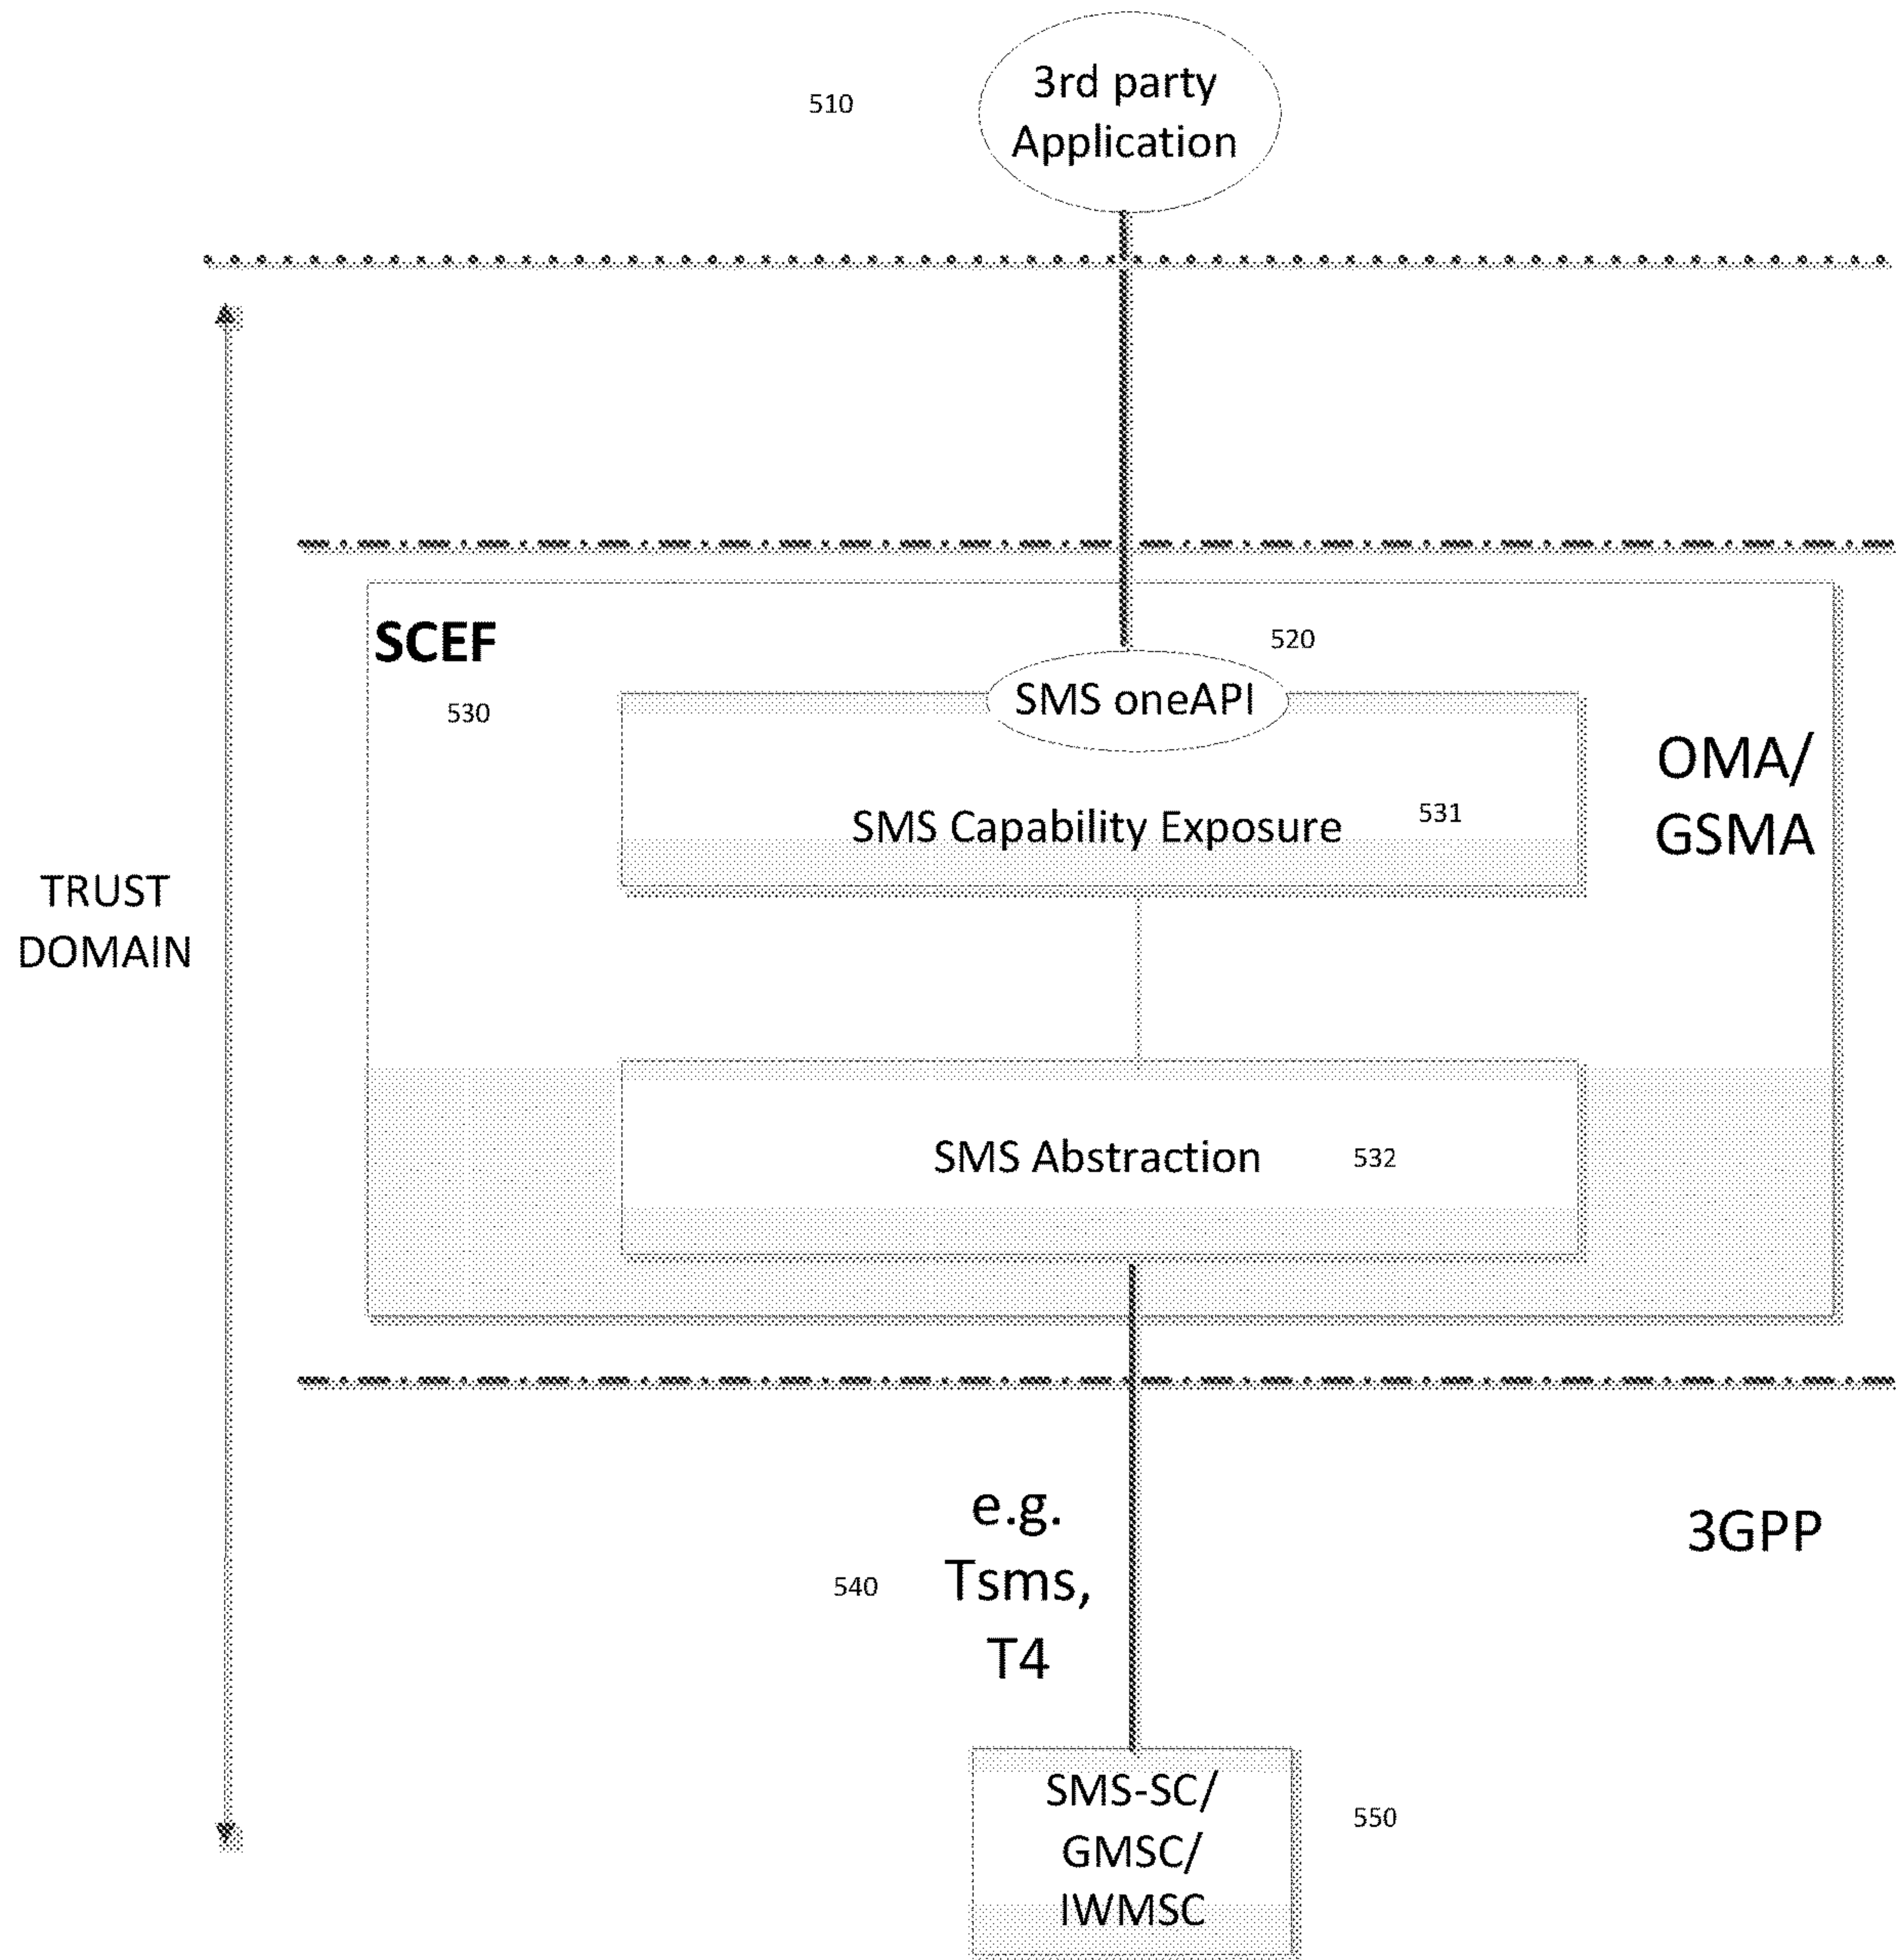 3rd party
510
Application
SCEF
520
530
SMS oneAPI
OMA/
GSMA
SMS Capability Exposure
531
TRUST
DOMAIN
SMS Abstraction
532
e.g.
Tsms,
T4
540
3GPP
SMS-SC/
GMSC/
IWMSC
550